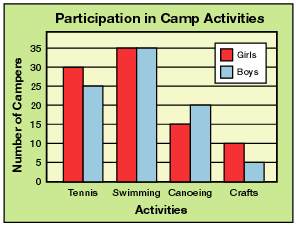 Participation in Camp Activities
Number of Campers
35
30
25
20
15
10
5
0
Girls
Boys
Tennis Swimming Canoeing Crafts
Activities